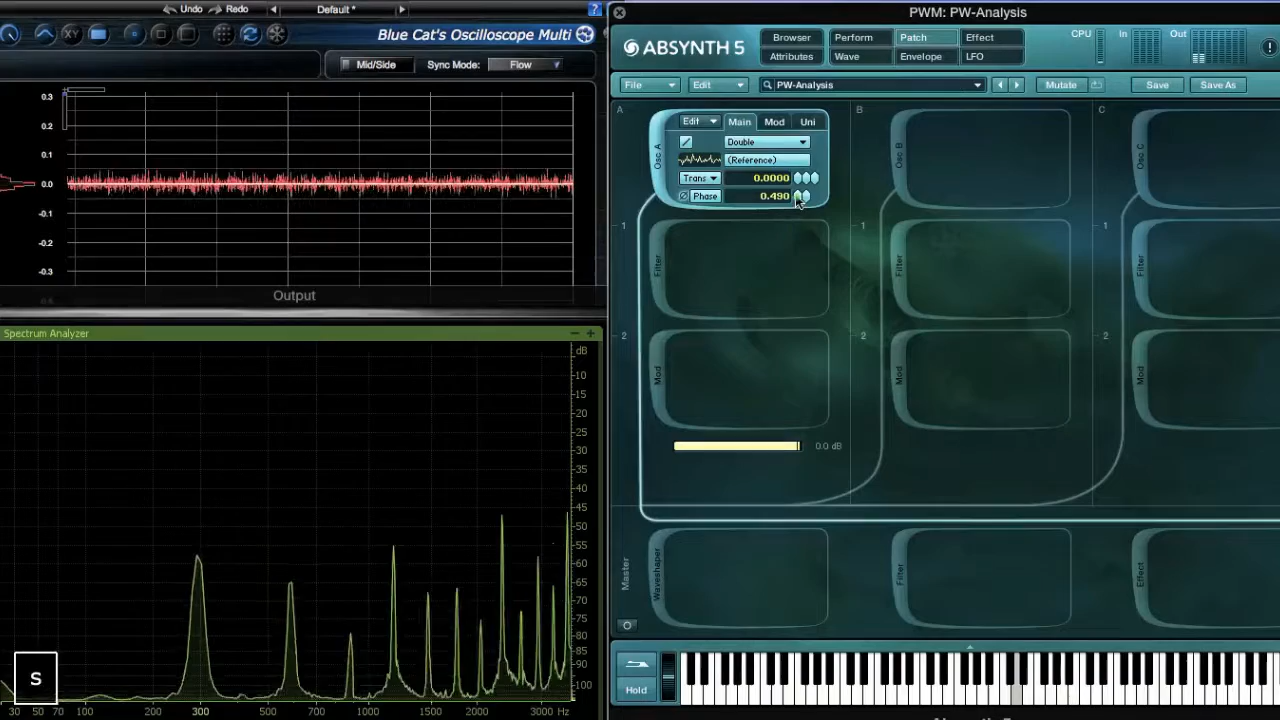 Undo Redo Default * ?
XY Blue Cat's Oscilloscope Multi
Mid/Side Sync Mode: Flow
0.3
0.2
0.1
0.0
-0.1
-0.2
-0.3
Output
Spectrum Analyzer
dB
10
15
20
25
30
35
40
45
50
55
60
65
70
75
80
85
90
100
S
30 50 70 100 200 300 500 700 1000 1500 2000 3000 Hz
PWM: PW-Analysis
ABSYNTH 5
Browser Perform Patch Effect
Attributes Wave Envelope LFO
CPU In Out
File Edit PW-Analysis Mutate Save Save As
A B C
Osc A Edit Main Mod Uni
Double
(Reference)
Trans 0.0000
Phase 0.490
Osc B
Osc C
1 1 1
Filter Filter Filter
2 2 2
Mod Mod Mod
0.0 dB
Master Waveshaper Filter Effect
Hold